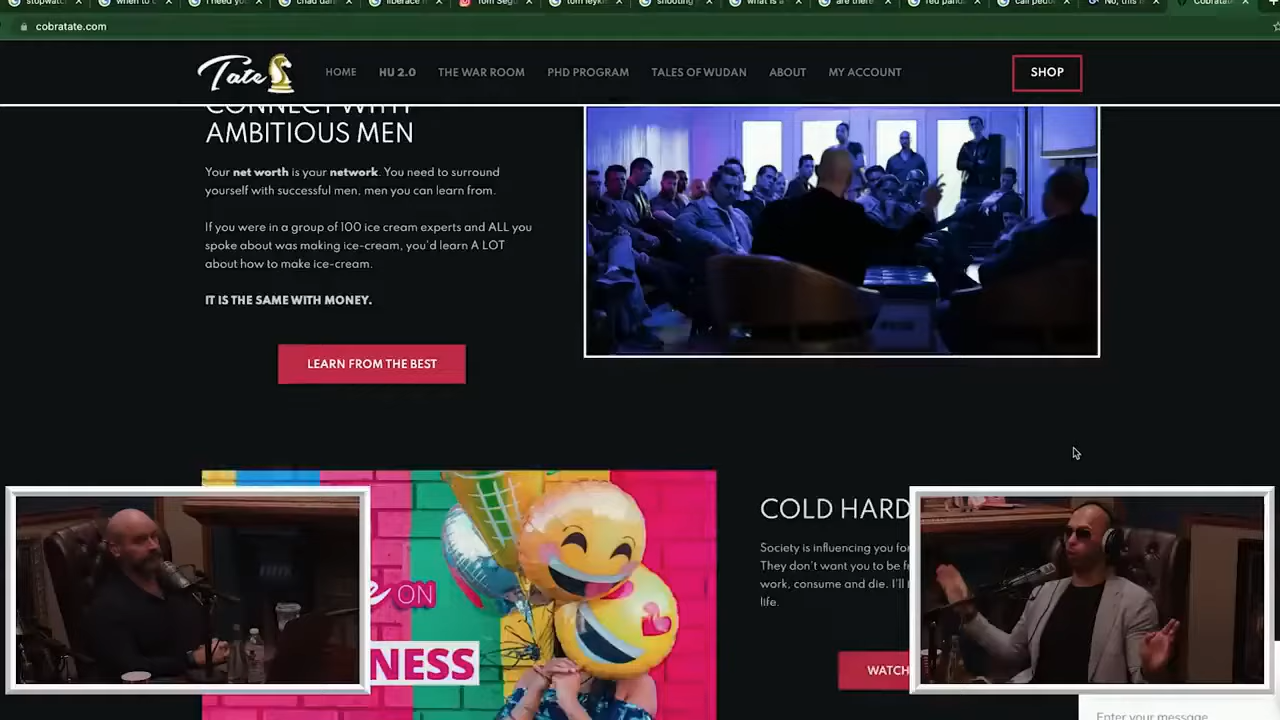 cobratate.com
Tate
HOME
HU 2.0
THE WAR ROOM
PHD PROGRAM
TALES OF WUDAN
ABOUT
MY ACCOUNT
SHOP
CONNECT WITH
AMBITIOUS MEN
Your net worth is your network. You need to surround
yourself with successful men, men you can learn from.
If you were in a group of 100 ice cream experts and ALL you
spoke about was making ice-cream, you'd learn A LOT
about how to make ice-cream.
IT IS THE SAME WITH MONEY.
LEARN FROM THE BEST
ON
NESS
COLD HARD
Society is influencing you for
They don't want you to be
work, consume and die. I'll
life.
WATCH
Enter your message